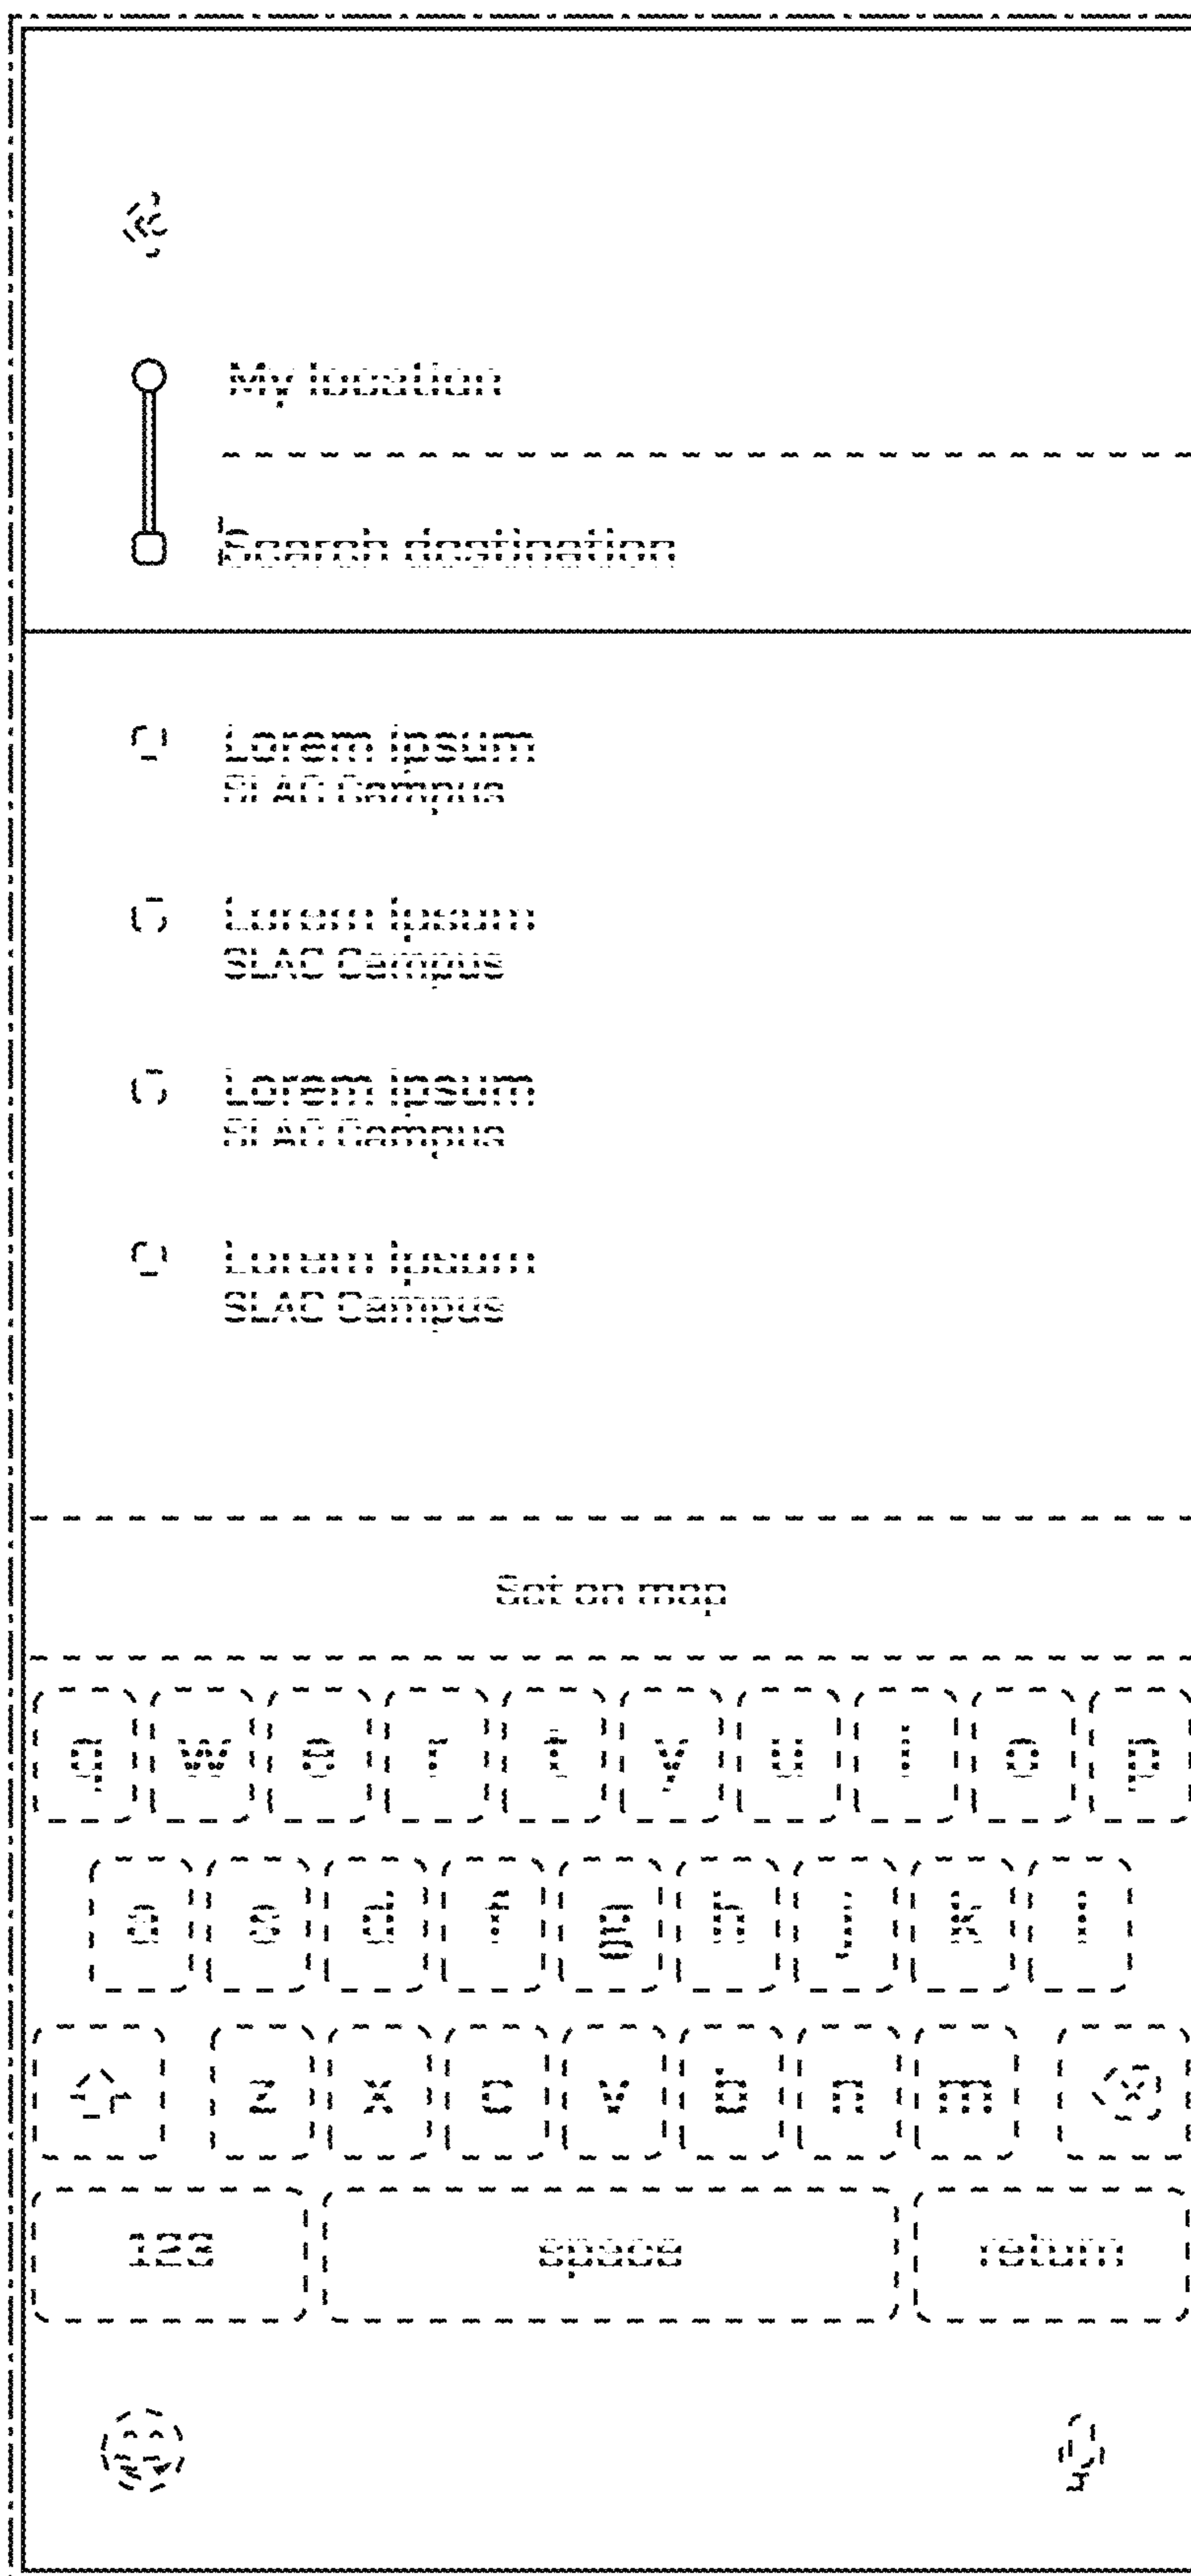 My location
Search destination
Lorem ipsum
SLAC Campus
Lorem ipsum
SLAC Campus
Lorem ipsum
SLAC Campus
Lorem ipsum
SLAC Campus
Set on map
q w e r t y u i o p
a s d f g h j k l
z x c v b n m
123 space return